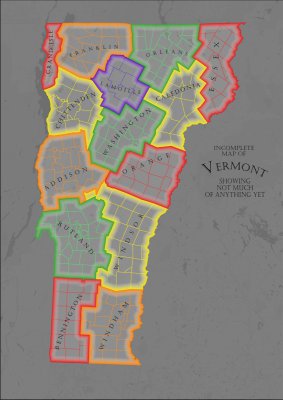 GRAND ISLE
FRANKLIN
ORLEANS
ESSEX
LAMOILLE
CHITTENDEN
CALEDONIA
WASHINGTON
ADDISON
ORANGE
RUTLAND
WINDSOR
BENNINGTON
WINDHAM
INCOMPLETE
MAP OF
VERMONT
SHOWING
NOT MUCH
OF ANYTHING YET